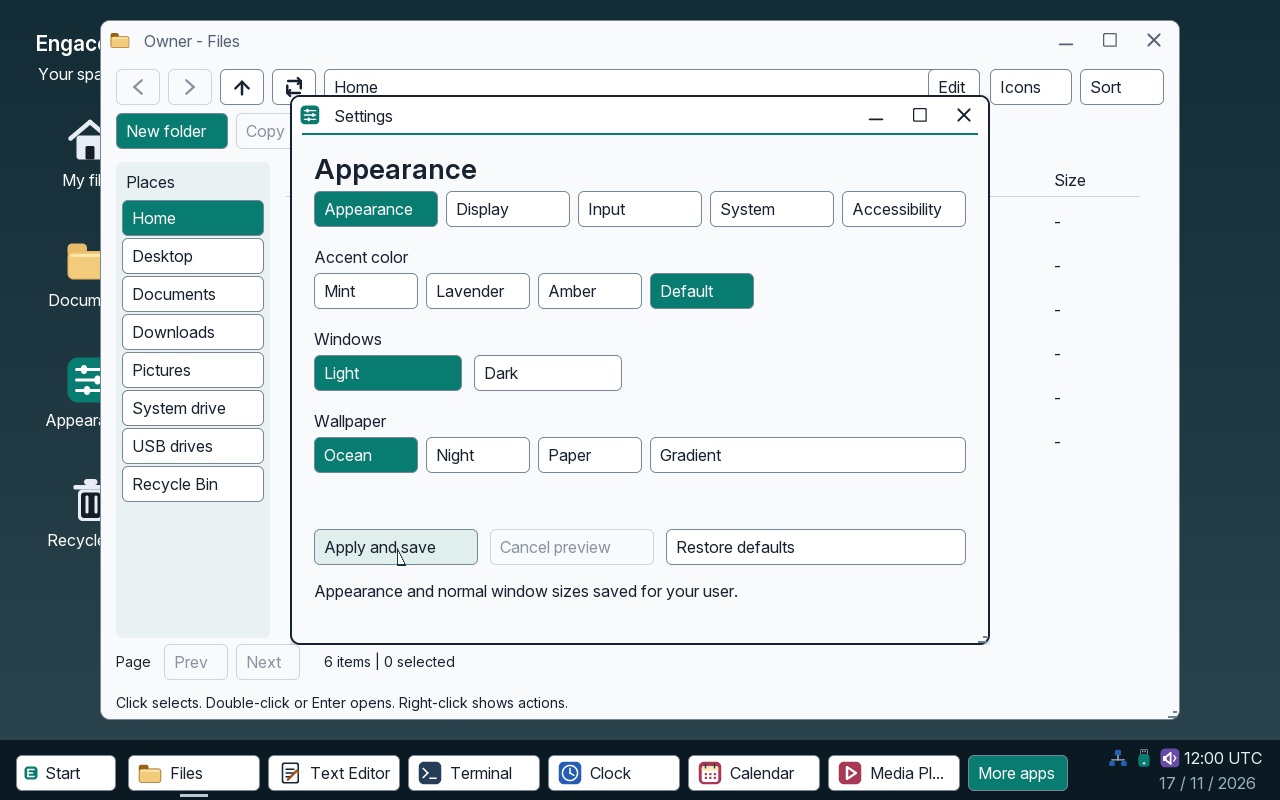 Owner - Files
Home
Edit
Icons
Sort
New folder
Copy
Settings
Places
Home
Desktop
Documents
Downloads
Pictures
System drive
USB drives
Recycle Bin
Size
-
-
-
-
-
-
Appearance
Appearance
Display
Input
System
Accessibility
Accent color
Mint
Lavender
Amber
Default
Windows
Light
Dark
Wallpaper
Ocean
Night
Paper
Gradient
Apply and save
Cancel preview
Restore defaults
Appearance and normal window sizes saved for your user.
Page
Prev
Next
6 items | 0 selected
Click selects. Double-click or Enter opens. Right-click shows actions.
Your
My
Start
Files
Text Editor
Terminal
Clock
Calendar
Media Pl...
More apps
12:00 UTC
17 / 11 / 2026